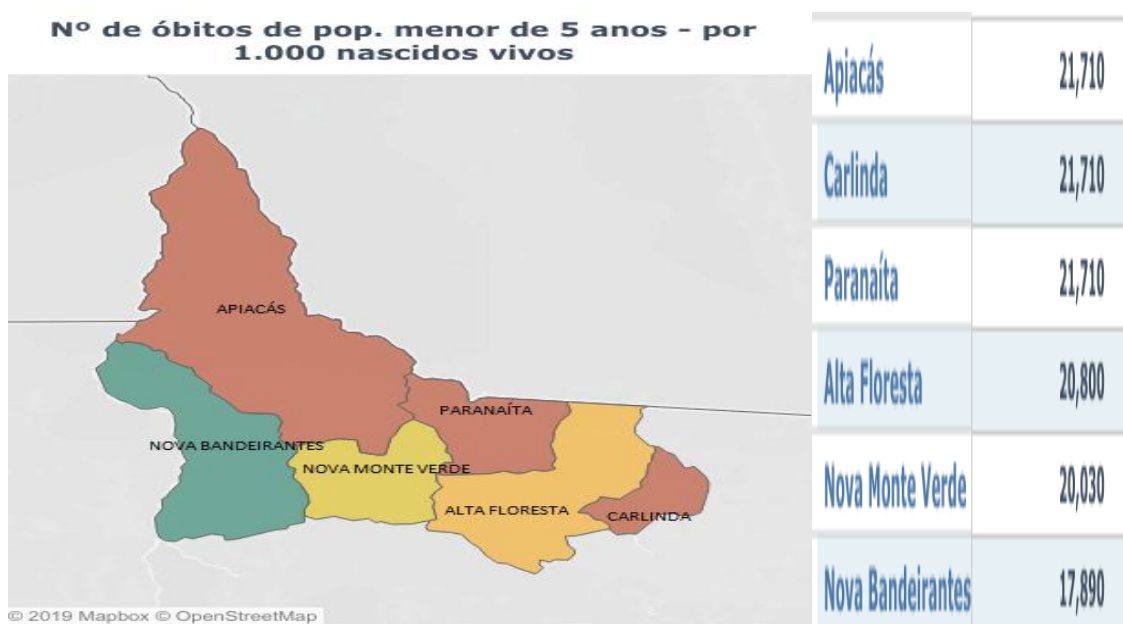 Nº de óbitos de pop. menor de 5 anos - por
1.000 nascidos vivos
APIACÁS
PARANAÍTA
NOVA BANDEIRANTES
NOVA MONTE VERDE
ALTA FLORESTA
CARLINDA
© 2019 Mapbox © OpenStreetMap
Apiacás 21,710
Carlinda 21,710
Paranaíta 21,710
Alta Floresta 20,800
Nova Monte Verde 20,030
Nova Bandeirantes 17,890